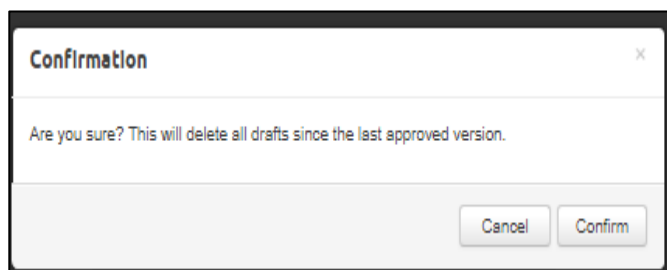 Confirmation
×
Are you sure? This will delete all drafts since the last approved version.
Cancel Confirm